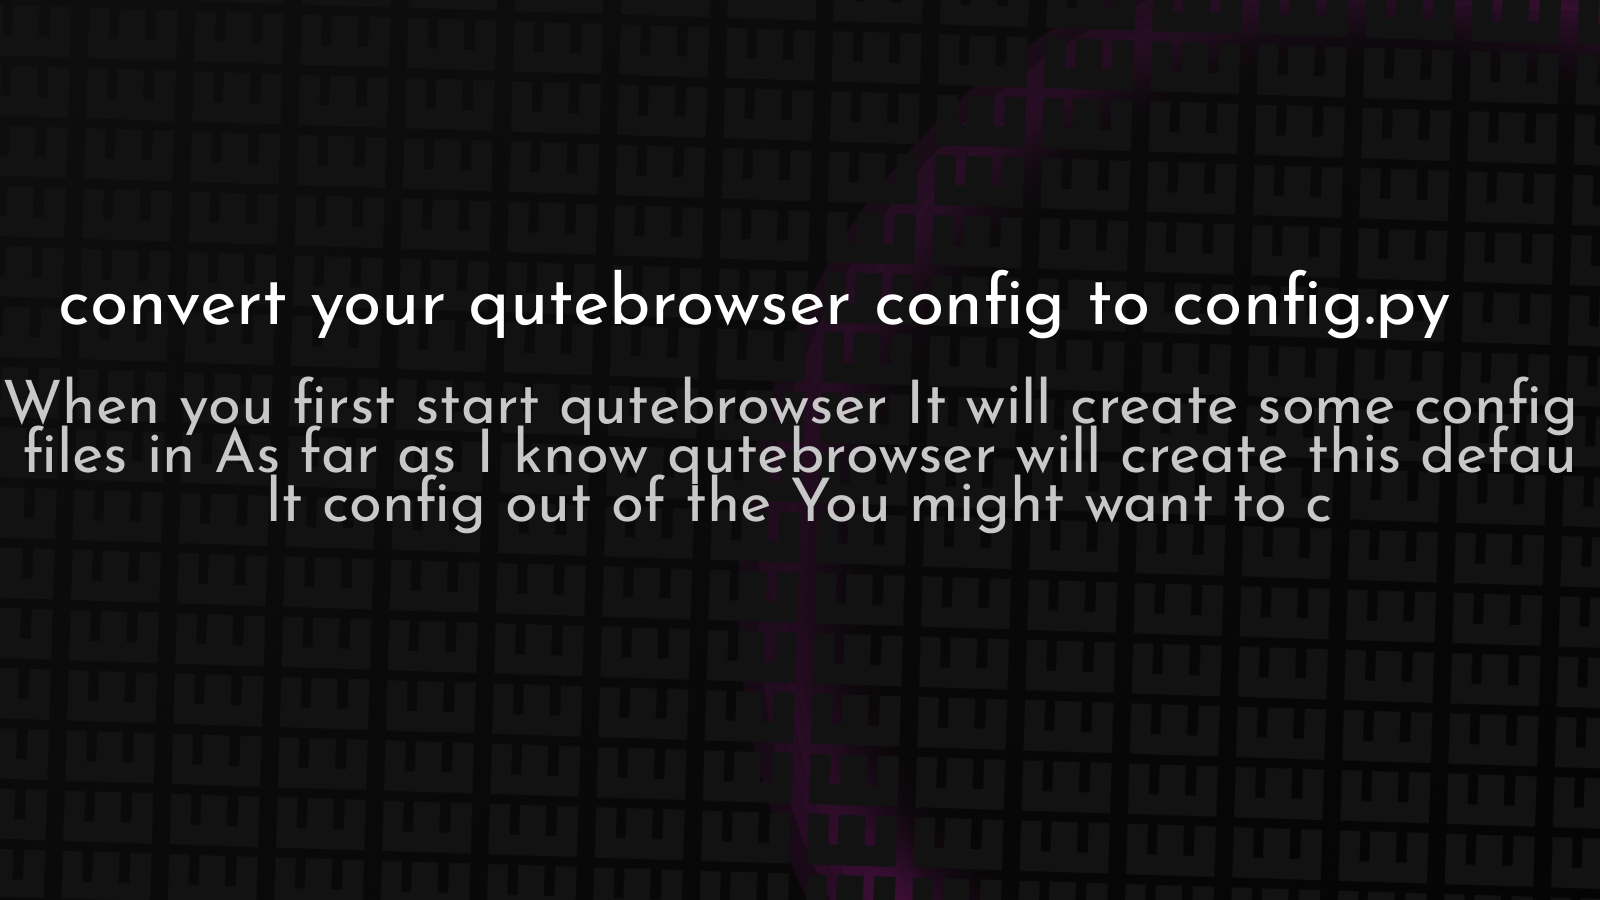 convert your qutebrowser config to config.py
When you first start qutebrowser It will create some config
files in As far as I know qutebrowser will create this defau
lt config out of the You might want to c